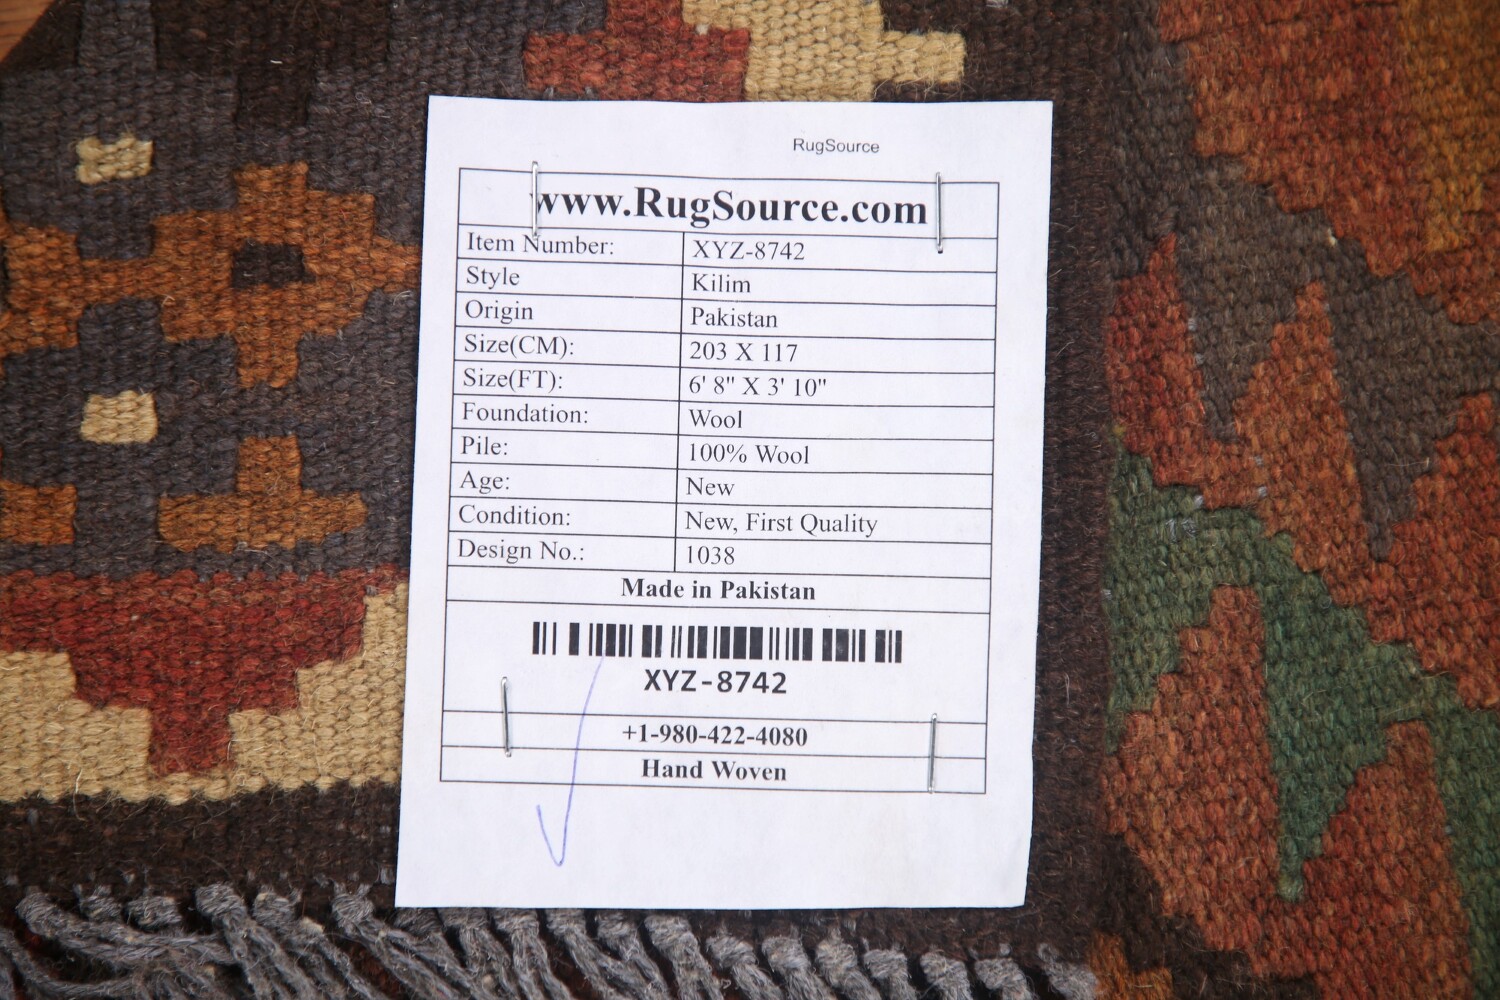 RugSource
www.RugSource.com
Item Number: XYZ-8742
Style Kilim
Origin Pakistan
Size(CM): 203 X 117
Size(FT): 6' 8" X 3' 10"
Foundation: Wool
Pile: 100% Wool
Age: New
Condition: New, First Quality
Design No.: 1038
Made in Pakistan
XYZ-8742
+1-980-422-4080
Hand Woven